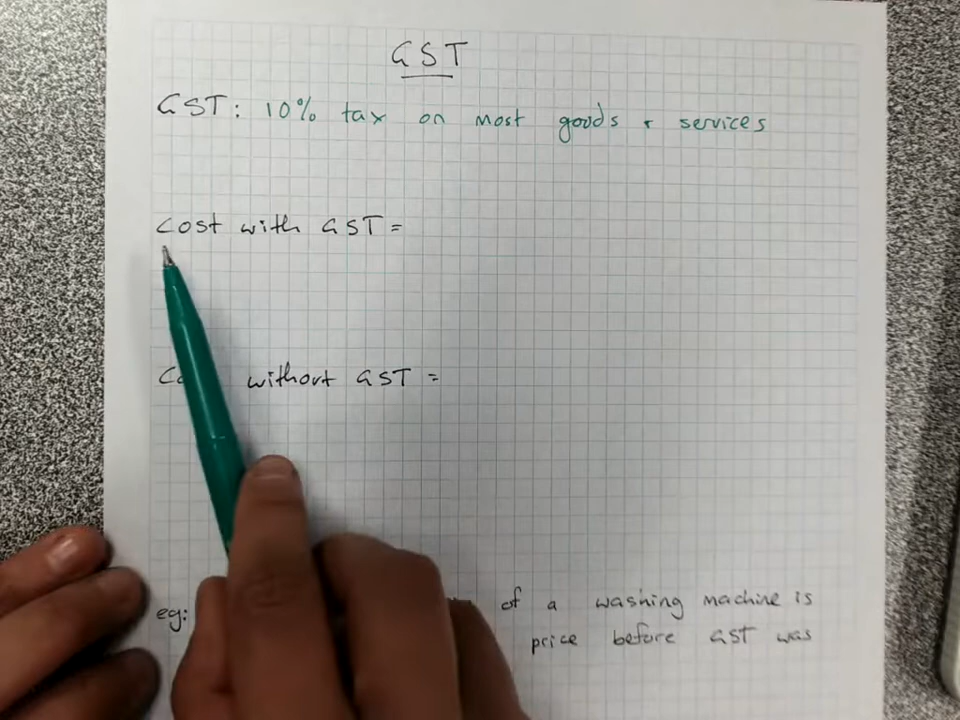 GST
GST: 10% tax on most goods + services
Cost with GST =
without GST =
eg: of a washing machine is
price before GST was